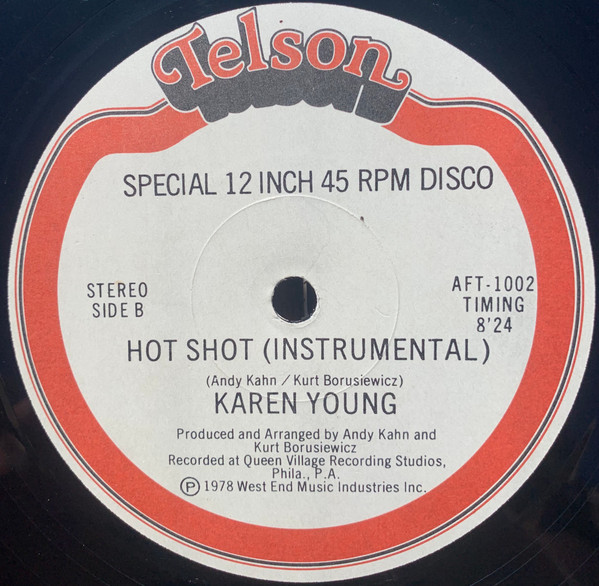 Telson
SPECIAL 12 INCH 45 RPM DISCO
STEREO
SIDE B
AFT-1002
TIMING
8'24
HOT SHOT (INSTRUMENTAL)
(Andy Kahn / Kurt Borusiewicz)
KAREN YOUNG
Produced and Arranged by Andy Kahn and
Kurt Borusiewicz
Recorded at Queen Village Recording Studios,
Phila., P.A.
Ⓟ 1978 West End Music Industries Inc.